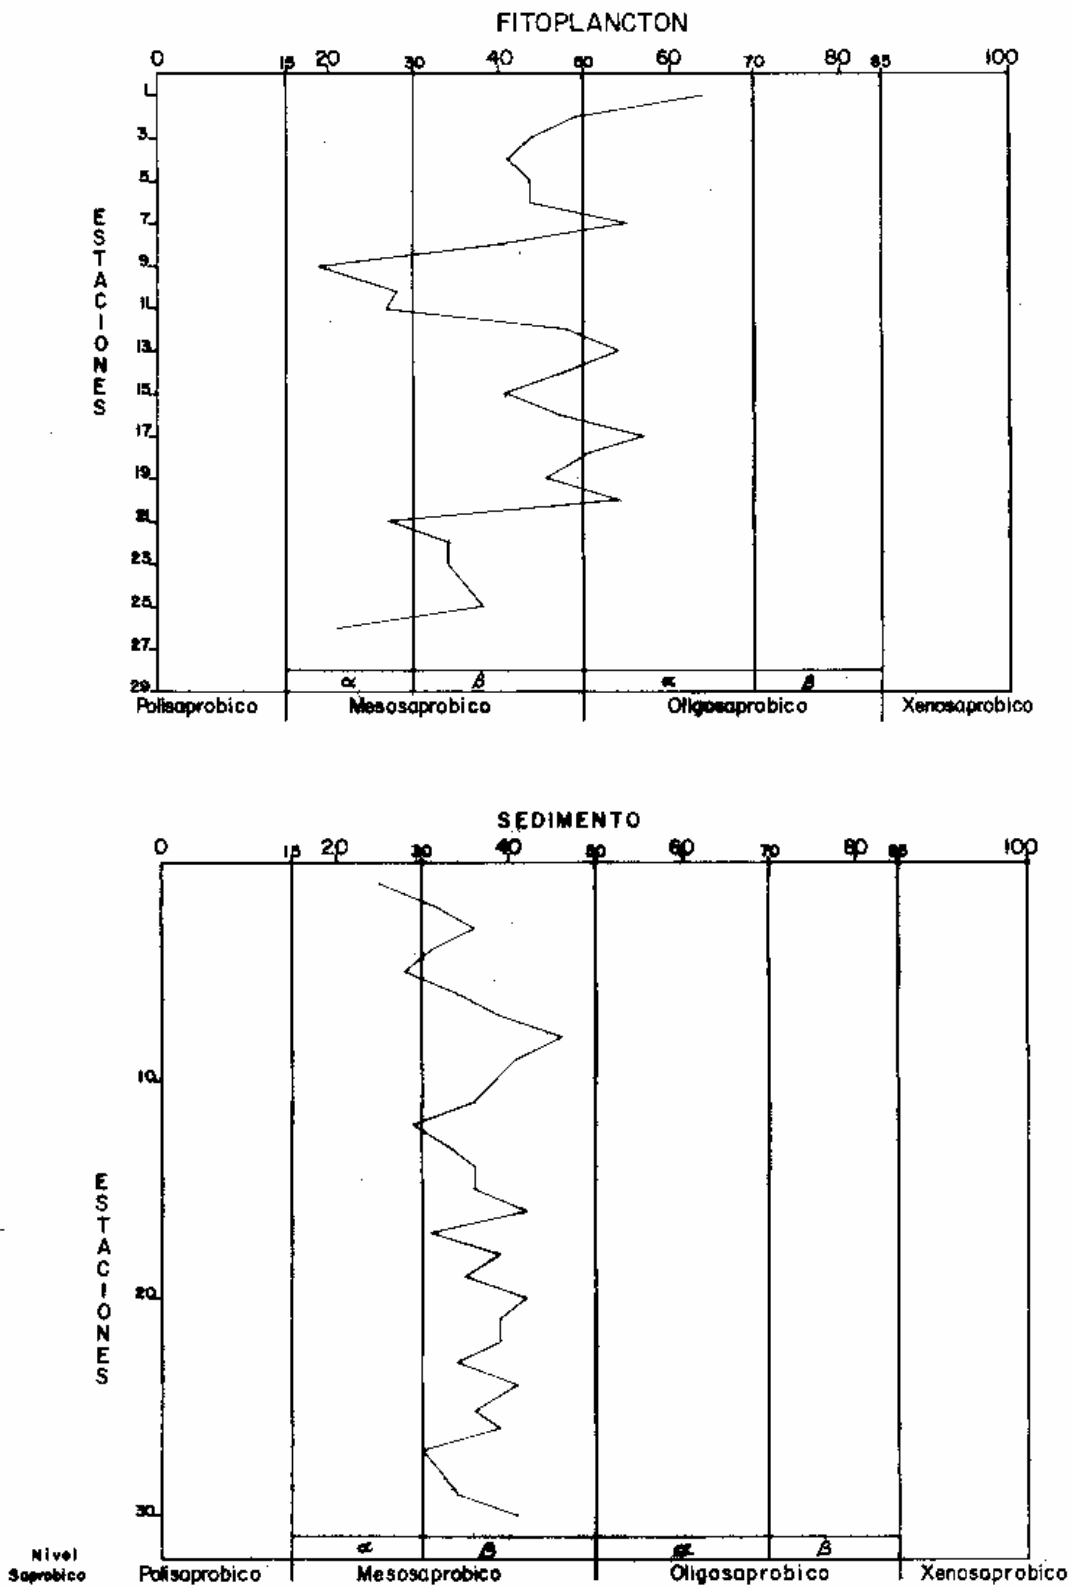 FITOPLANCTON
0 15 20 30 40 50 60 70 80 85 100
ESTACIONES
1
3
5
7
9
11
13
15
17
19
21
23
25
27
29
α β α β
Polisaprobico Mesosaprobico Oligosaprobico Xenosaprobico
SEDIMENTO
0 15 20 30 40 50 60 70 80 85 100
10
ESTACIONES
20
30
α β α β
Nivel
Saprobico Polisaprobico Mesosaprobico Oligosaprobico Xenosaprobico